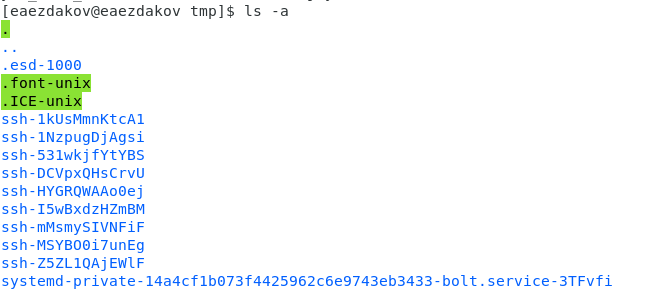 [eaezdakov@eaezdakov tmp]$ ls -a
.
..
.esd-1000
.font-unix
.ICE-unix
ssh-1kUsMmnKtcA1
ssh-1NzpugDjAgsi
ssh-531wkjfYtYBS
ssh-DCVpxQHsCrvU
ssh-HYGRQWAAo0ej
ssh-I5wBxdzHZmBM
ssh-mMsmySIVNFiF
ssh-MSYBO0i7unEg
ssh-Z5ZL1QAjEWlF
systemd-private-14a4cf1b073f4425962c6e9743eb3433-bolt.service-3TFvfi